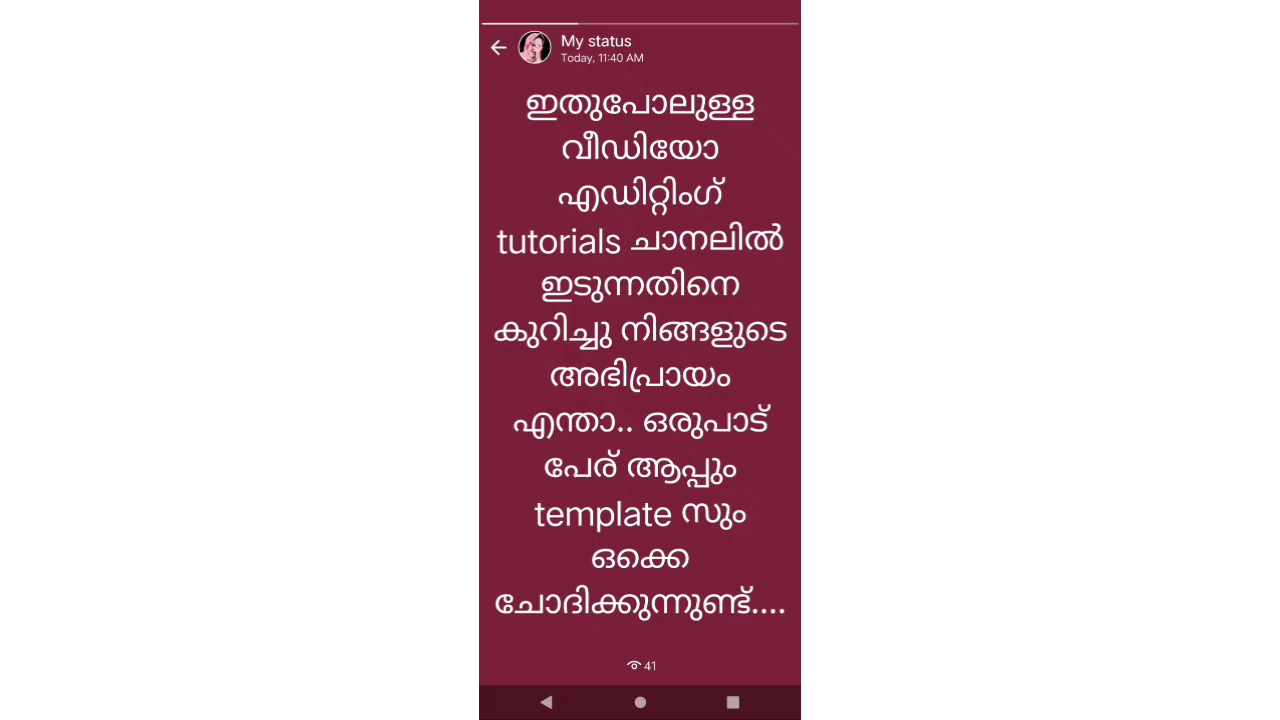 My status
Today, 11:40 AM
ഇതുപോലുള്ള
വീഡിയോ
എഡിറ്റിംഗ്
tutorials ചാനലിൽ
ഇടുന്നതിനെ
കുറിച്ചു നിങ്ങളുടെ
അഭിപ്രായം
എന്താ.. ഒരുപാട്
പേര് ആപ്പും
template സും
ഒക്കെ
ചോദിക്കുന്നുണ്ട്....
41